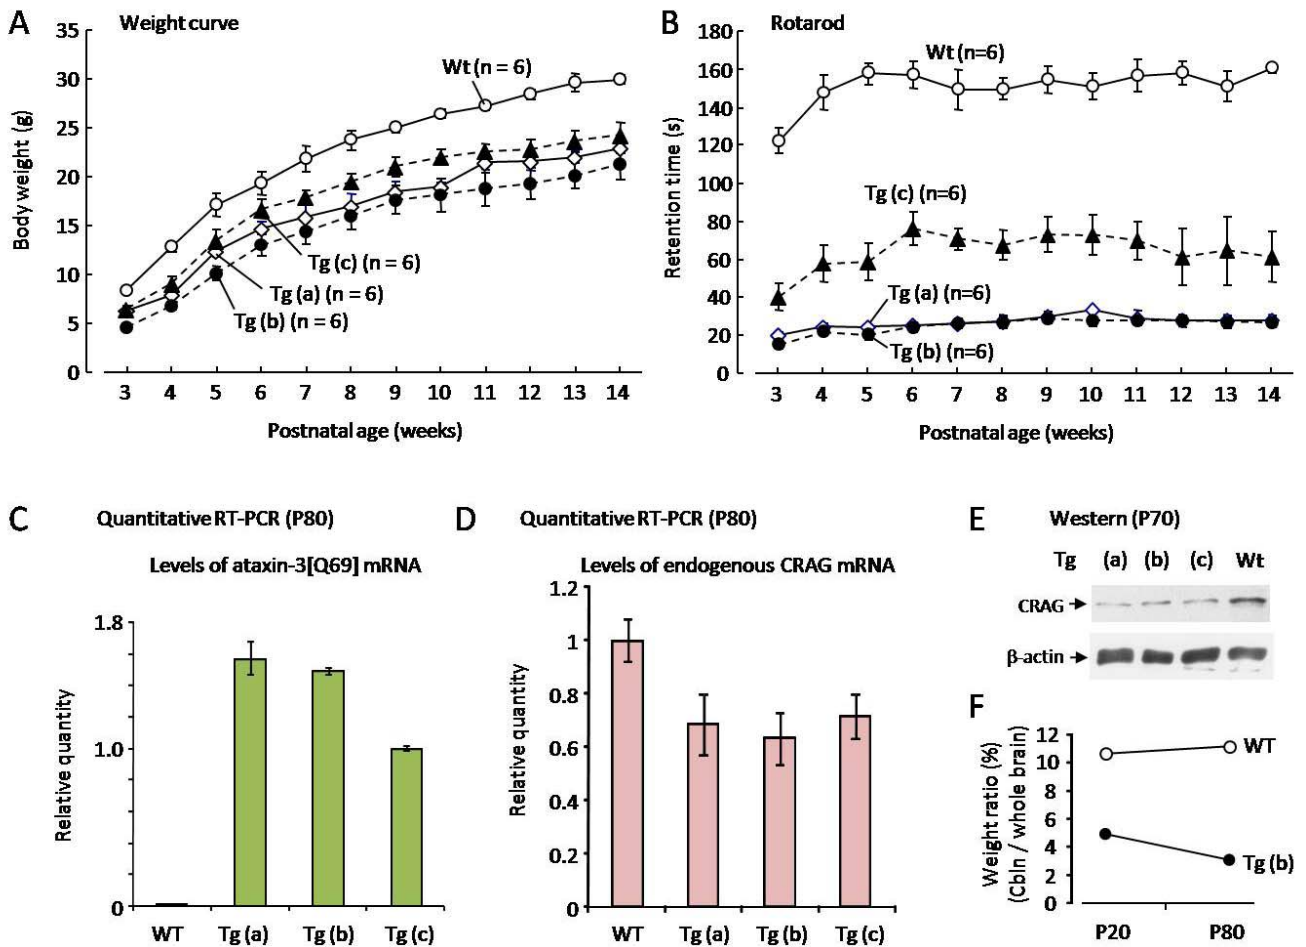 A Weight curve
35
30
25
20
15
10
5
0
Body weight (g)
Wt (n = 6)
Tg (c) (n = 6)
Tg (a) (n = 6)
Tg (b) (n = 6)
3 4 5 6 7 8 9 10 11 12 13 14
Postnatal age (weeks)
B Rotarod
180
160
140
120
100
80
60
40
20
0
Retention time (s)
Wt (n=6)
Tg (c) (n=6)
Tg (a) (n=6)
Tg (b) (n=6)
3 4 5 6 7 8 9 10 11 12 13 14
Postnatal age (weeks)
C Quantitative RT-PCR (P80)
Levels of ataxin-3[Q69] mRNA
1.8
1.0
0
Relative quantity
WT Tg (a) Tg (b) Tg (c)
D Quantitative RT-PCR (P80)
Levels of endogenous CRAG mRNA
1.2
1
0.8
0.6
0.4
0.2
0
Relative quantity
WT Tg (a) Tg (b) Tg (c)
E Western (P70)
Tg (a) (b) (c) Wt
CRAG
β-actin
F
12
10
8
6
4
2
0
Weight ratio (%)
(Cbln / whole brain)
WT
Tg (b)
P20 P80